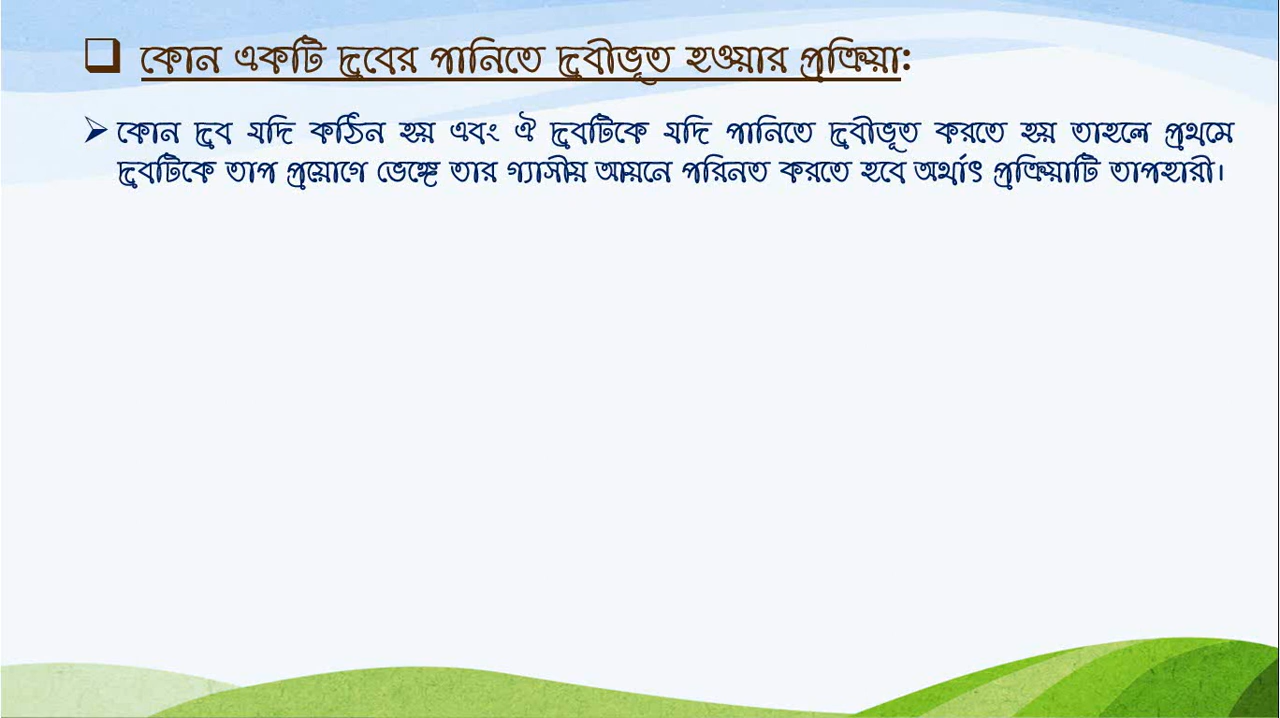 কোন একটি দ্রবের পানিতে দ্রবীভূত হওয়ার প্রক্রিয়া:
কোন দ্রব যদি কঠিন হয় এবং ঐ দ্রবটিকে যদি পানিতে দ্রবীভূত করতে হয় তাহলে প্রথমে
দ্রবটিকে তাপ প্রয়োগে ভেঙ্গে তার গ্যাসীয় আয়নে পরিনত করতে হবে অর্থাৎ প্রক্রিয়াটি তাপহারী।